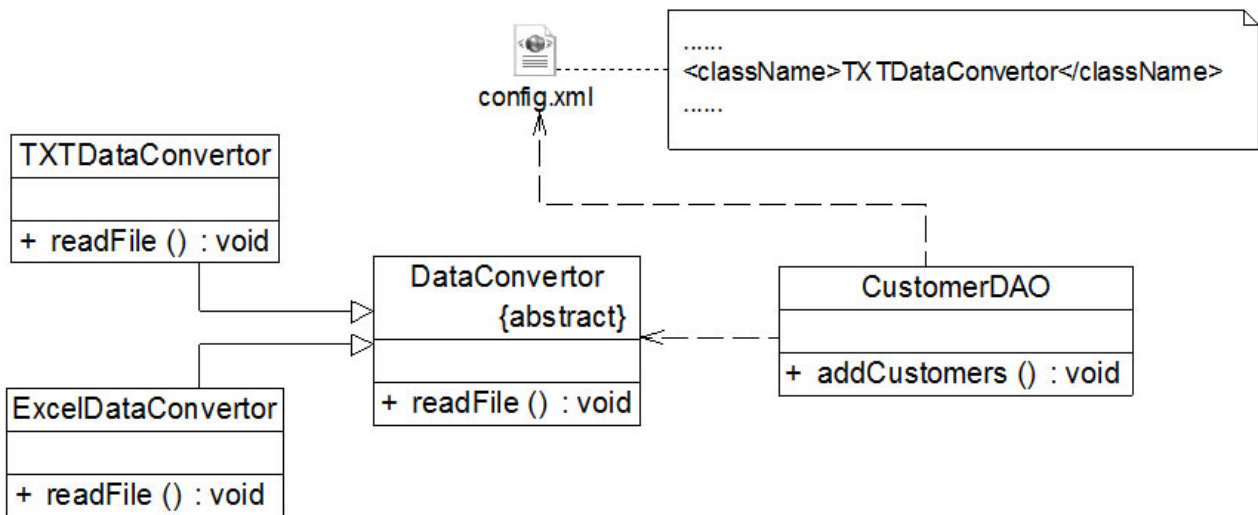 ......
<className>TXTDataConvertor</className>
......
config.xml
TXTDataConvertor
+ readFile () : void
DataConvertor
{abstract}
+ readFile () : void
CustomerDAO
+ addCustomers () : void
ExcelDataConvertor
+ readFile () : void